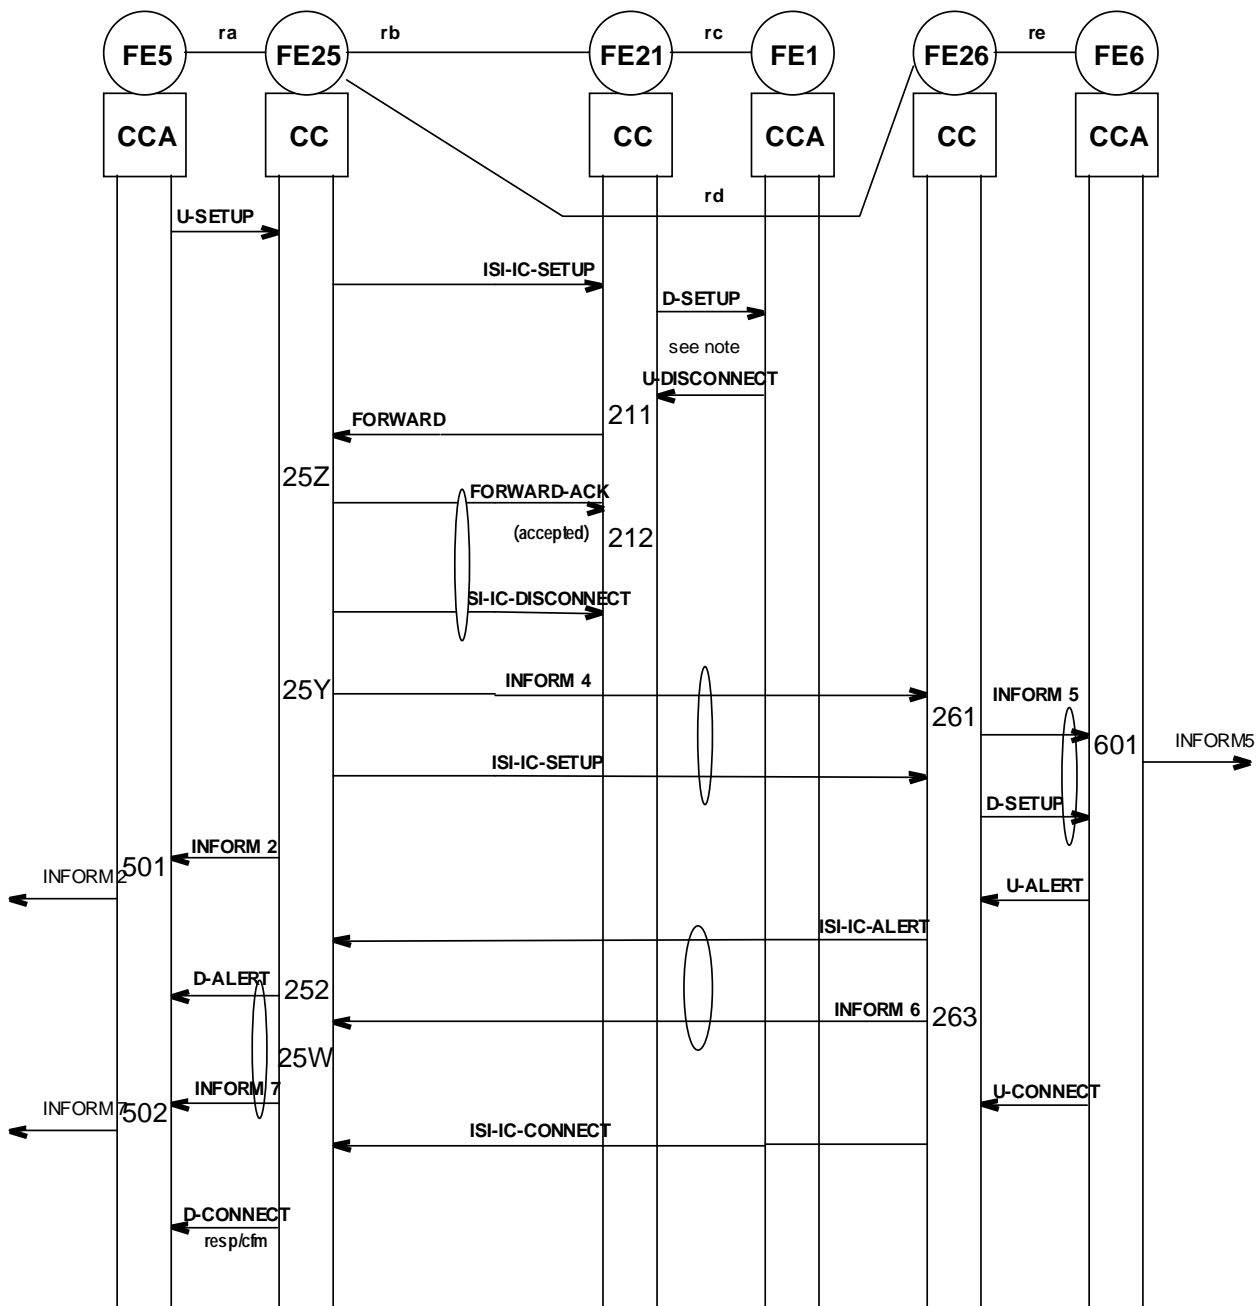 ra rb rc re
FE5 FE25 FE21 FE1 FE26 FE6
CCA CC CC CCA CC CCA
rd
U-SETUP
ISI-IC-SETUP
D-SETUP
see note
U-DISCONNECT
211
FORWARD
25Z
FORWARD-ACK
(accepted)
212
SI-IC-DISCONNECT
25Y
INFORM 4
INFORM 5
261
601
INFORM5
ISI-IC-SETUP
D-SETUP
INFORM 2
501
INFORM2
U-ALERT
ISI-IC-ALERT
D-ALERT
252
INFORM 6
263
25W
INFORM 7
U-CONNECT
INFORM7
502
ISI-IC-CONNECT
D-CONNECT
resp/cfm